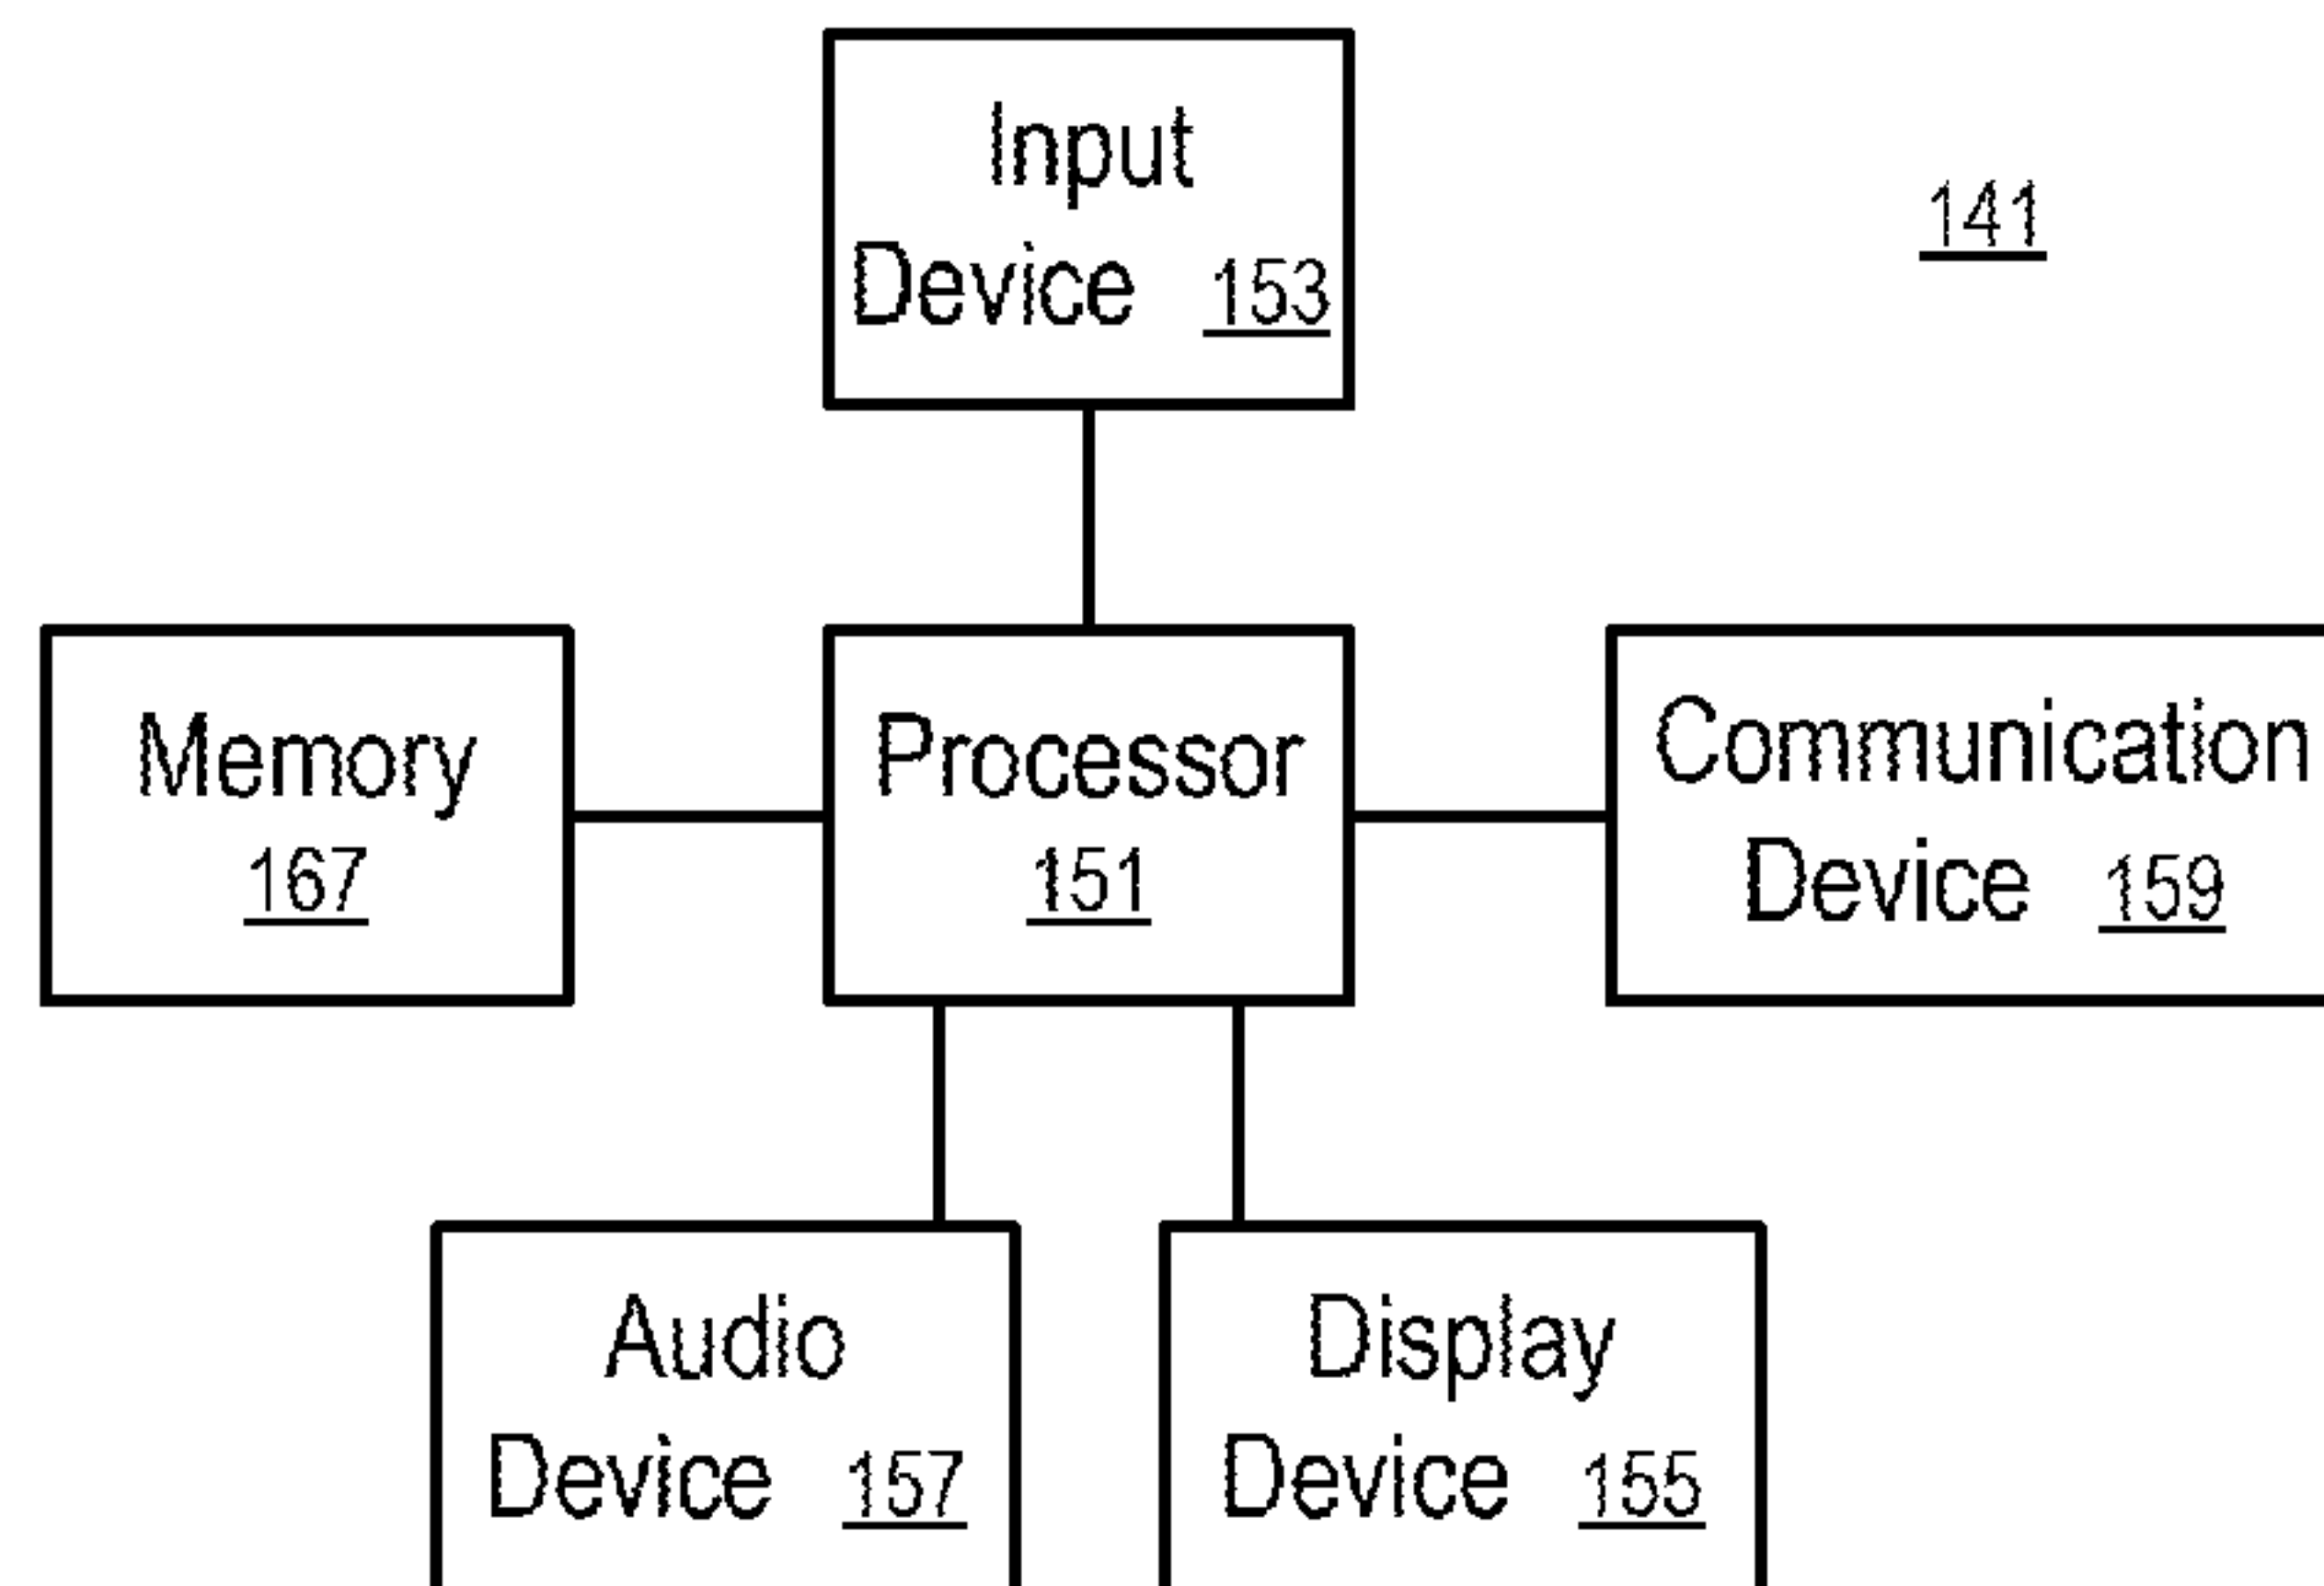 Input
Device 153
141
Memory
167
Processor
151
Communication
Device 159
Audio
Device 157
Display
Device 155